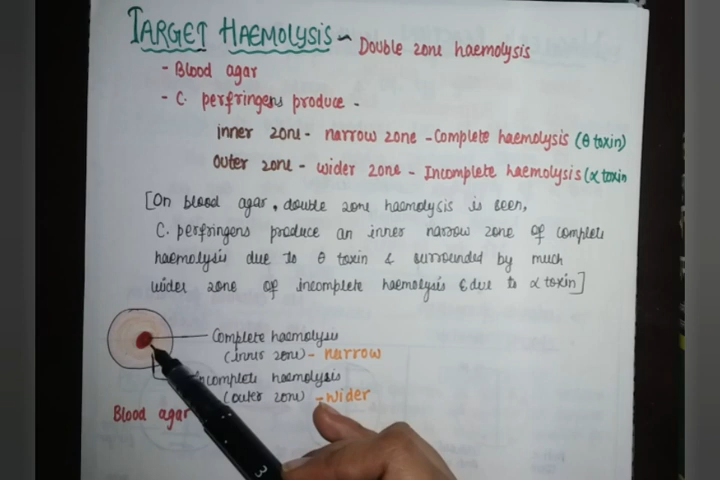 TARGET HAEMOLYSIS - Double zone haemolysis
- Blood agar
- C. perfringens produce -
inner zone - narrow zone - Complete haemolysis (θ toxin)
outer zone - wider zone - Incomplete haemolysis (α toxin
[On blood agar, double zone haemolysis is seen,
C. perfringens produce an inner narrow zone of complete
haemolysis due to θ toxin & surrounded by much
wider zone of incomplete haemolysis due to α toxin]
Complete haemolysis
(inner zone) - narrow
Incomplete haemolysis
(outer zone) - wider
Blood agar
3